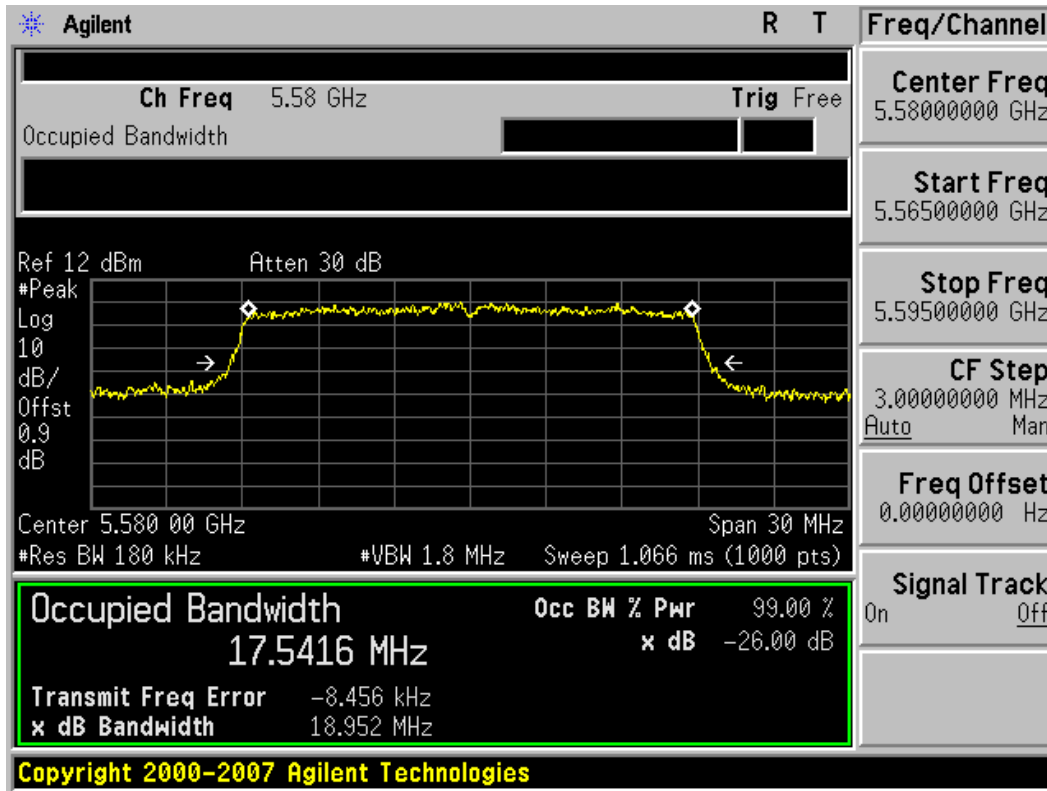 Agilent R T
Ch Freq 5.58 GHz Trig Free
Occupied Bandwidth
Ref 12 dBm Atten 30 dB
#Peak
Log
10
dB/
Offst
0.9
dB
Center 5.580 00 GHz Span 30 MHz
#Res BW 180 kHz #VBW 1.8 MHz Sweep 1.066 ms (1000 pts)
Occupied Bandwidth Occ BW % Pwr 99.00 %
17.5416 MHz x dB -26.00 dB
Transmit Freq Error -8.456 kHz
x dB Bandwidth 18.952 MHz
Copyright 2000-2007 Agilent Technologies
Freq/Channel
Center Freq
5.58000000 GHz
Start Freq
5.56500000 GHz
Stop Freq
5.59500000 GHz
CF Step
3.00000000 MHz
Auto Man
Freq Offset
0.00000000 Hz
Signal Track
On Off